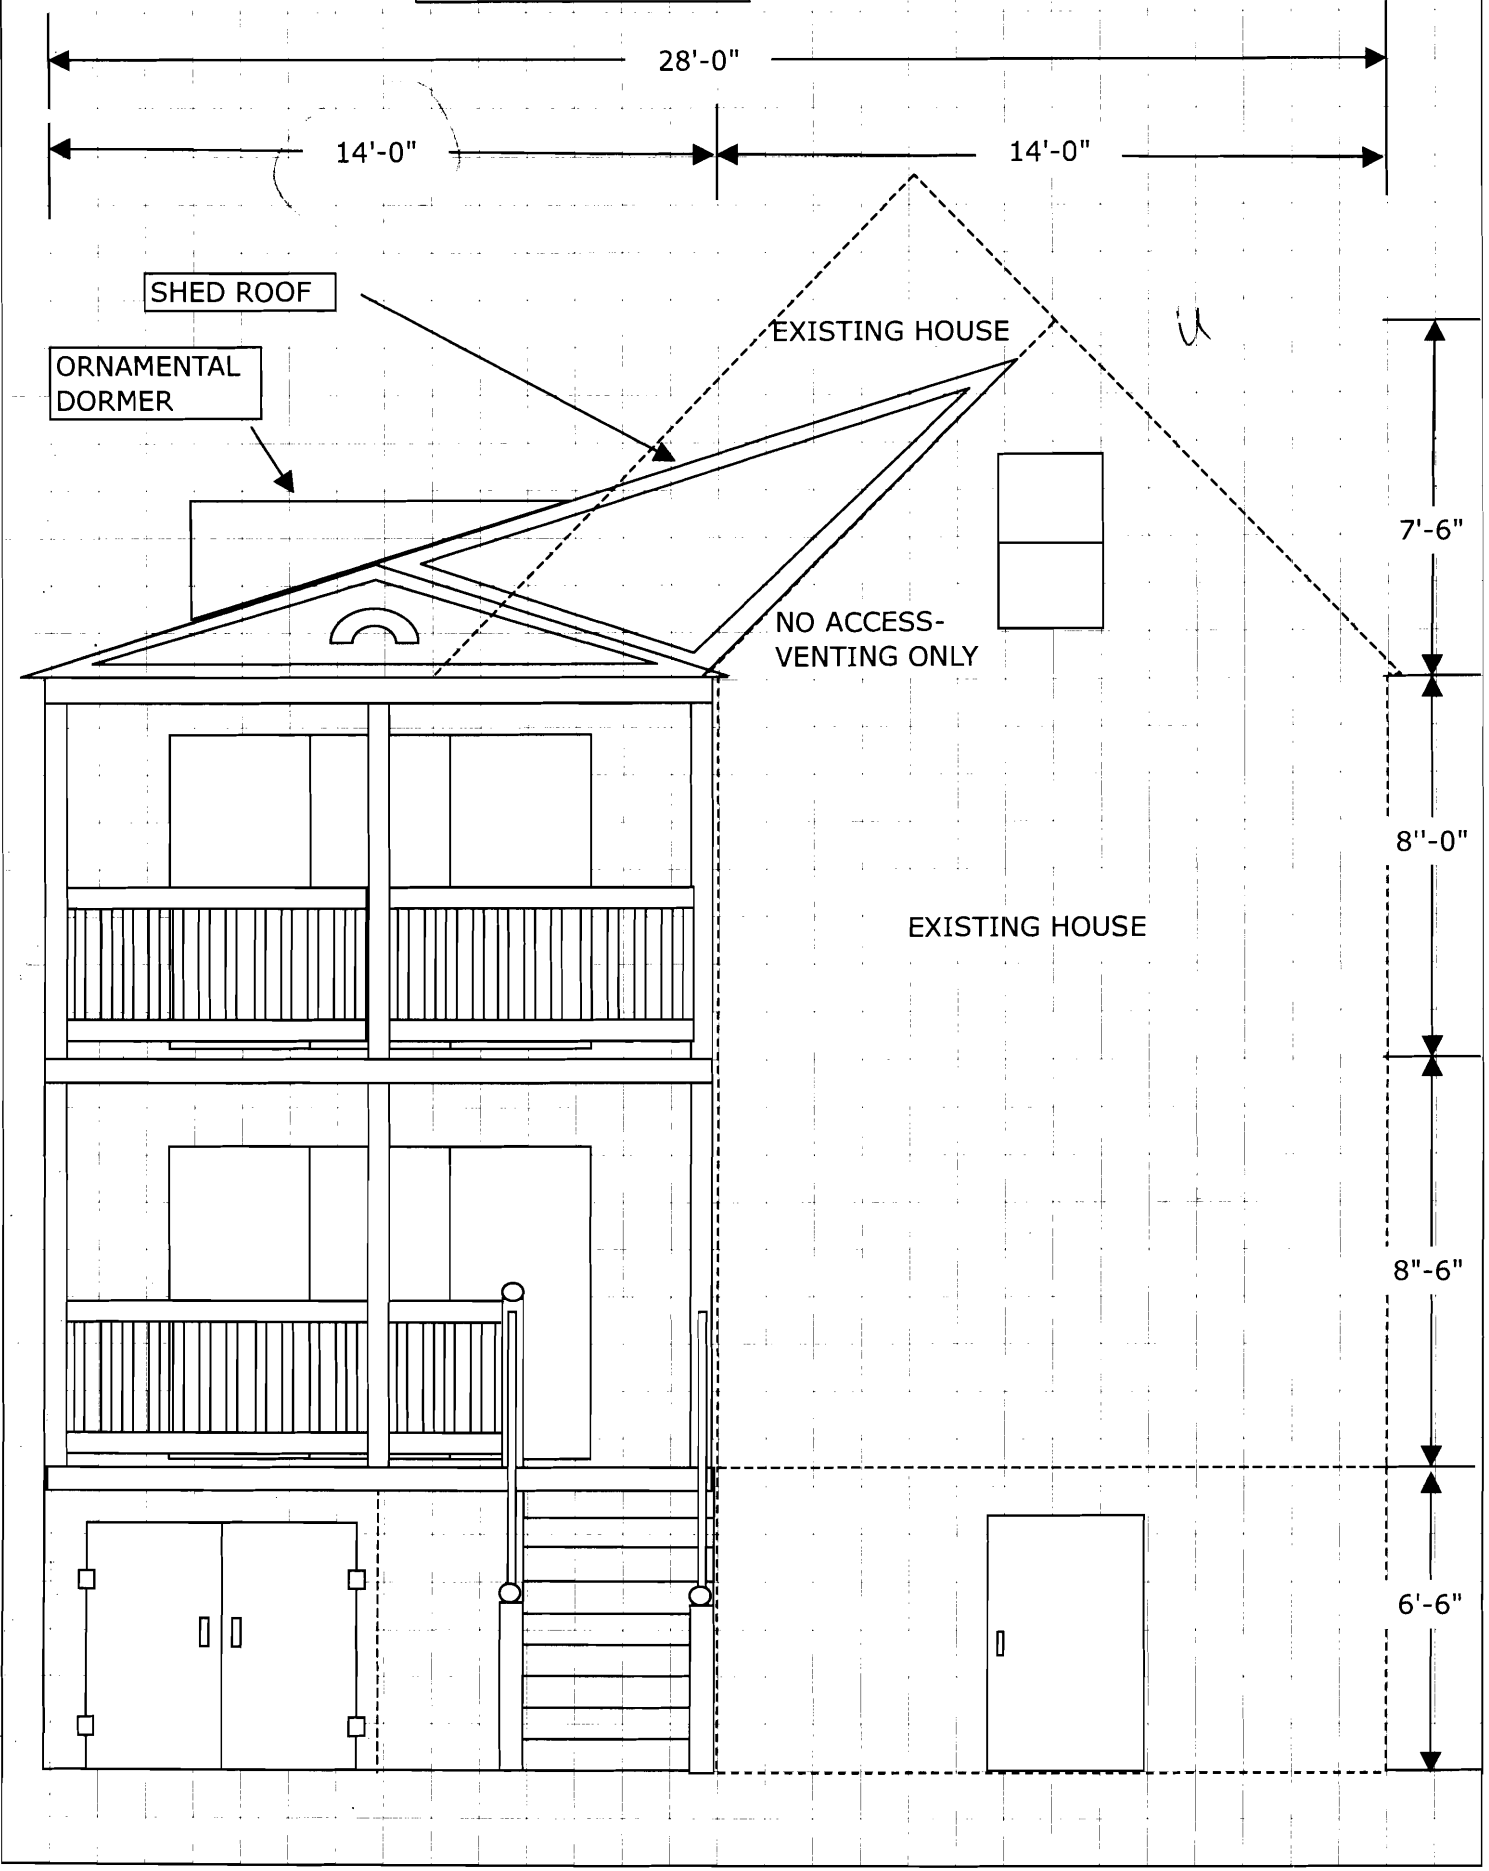 28'-0"
14'-0"
14'-0"
SHED ROOF
EXISTING HOUSE
ORNAMENTAL
DORMER
7'-6"
NO ACCESS-
VENTING ONLY
8''-0"
EXISTING HOUSE
8"-6"
6'-6"